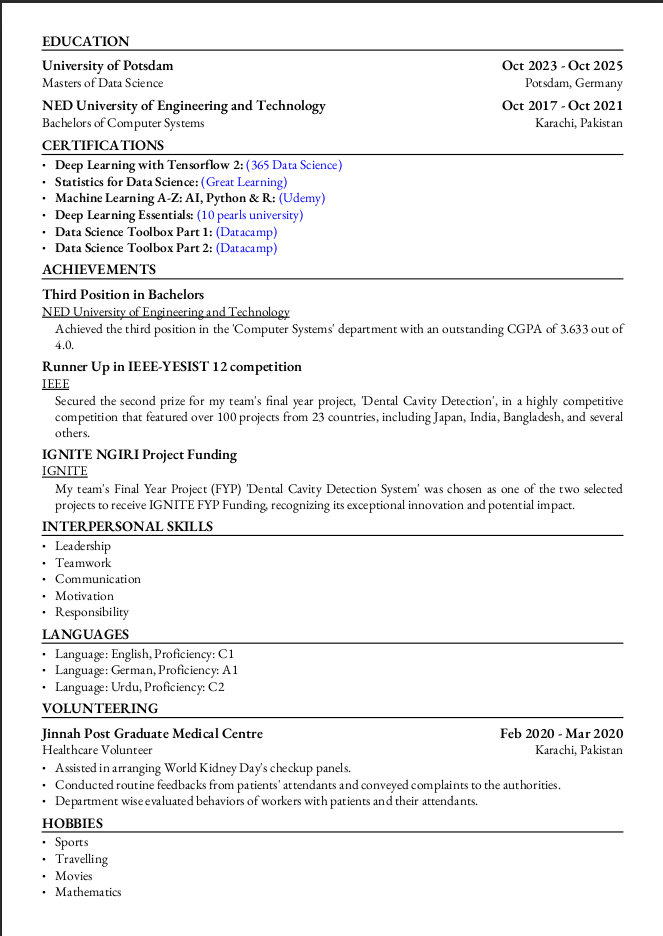 EDUCATION
University of Potsdam Oct 2023 - Oct 2025
Masters of Data Science Potsdam, Germany
NED University of Engineering and Technology Oct 2017 - Oct 2021
Bachelors of Computer Systems Karachi, Pakistan
CERTIFICATIONS
• Deep Learning with Tensorflow 2: (365 Data Science)
• Statistics for Data Science: (Great Learning)
• Machine Learning A-Z: AI, Python & R: (Udemy)
• Deep Learning Essentials: (10 pearls university)
• Data Science Toolbox Part 1: (Datacamp)
• Data Science Toolbox Part 2: (Datacamp)
ACHIEVEMENTS
Third Position in Bachelors
NED University of Engineering and Technology
Achieved the third position in the 'Computer Systems' department with an outstanding CGPA of 3.633 out of
4.0.
Runner Up in IEEE-YESIST 12 competition
IEEE
Secured the second prize for my team's final year project, 'Dental Cavity Detection', in a highly competitive
competition that featured over 100 projects from 23 countries, including Japan, India, Bangladesh, and several
others.
IGNITE NGIRI Project Funding
IGNITE
My team's Final Year Project (FYP) 'Dental Cavity Detection System' was chosen as one of the two selected
projects to receive IGNITE FYP Funding, recognizing its exceptional innovation and potential impact.
INTERPERSONAL SKILLS
• Leadership
• Teamwork
• Communication
• Motivation
• Responsibility
LANGUAGES
• Language: English, Proficiency: C1
• Language: German, Proficiency: A1
• Language: Urdu, Proficiency: C2
VOLUNTEERING
Jinnah Post Graduate Medical Centre Feb 2020 - Mar 2020
Healthcare Volunteer Karachi, Pakistan
• Assisted in arranging World Kidney Day's checkup panels.
• Conducted routine feedbacks from patients' attendants and conveyed complaints to the authorities.
• Department wise evaluated behaviors of workers with patients and their attendants.
HOBBIES
• Sports
• Travelling
• Movies
• Mathematics